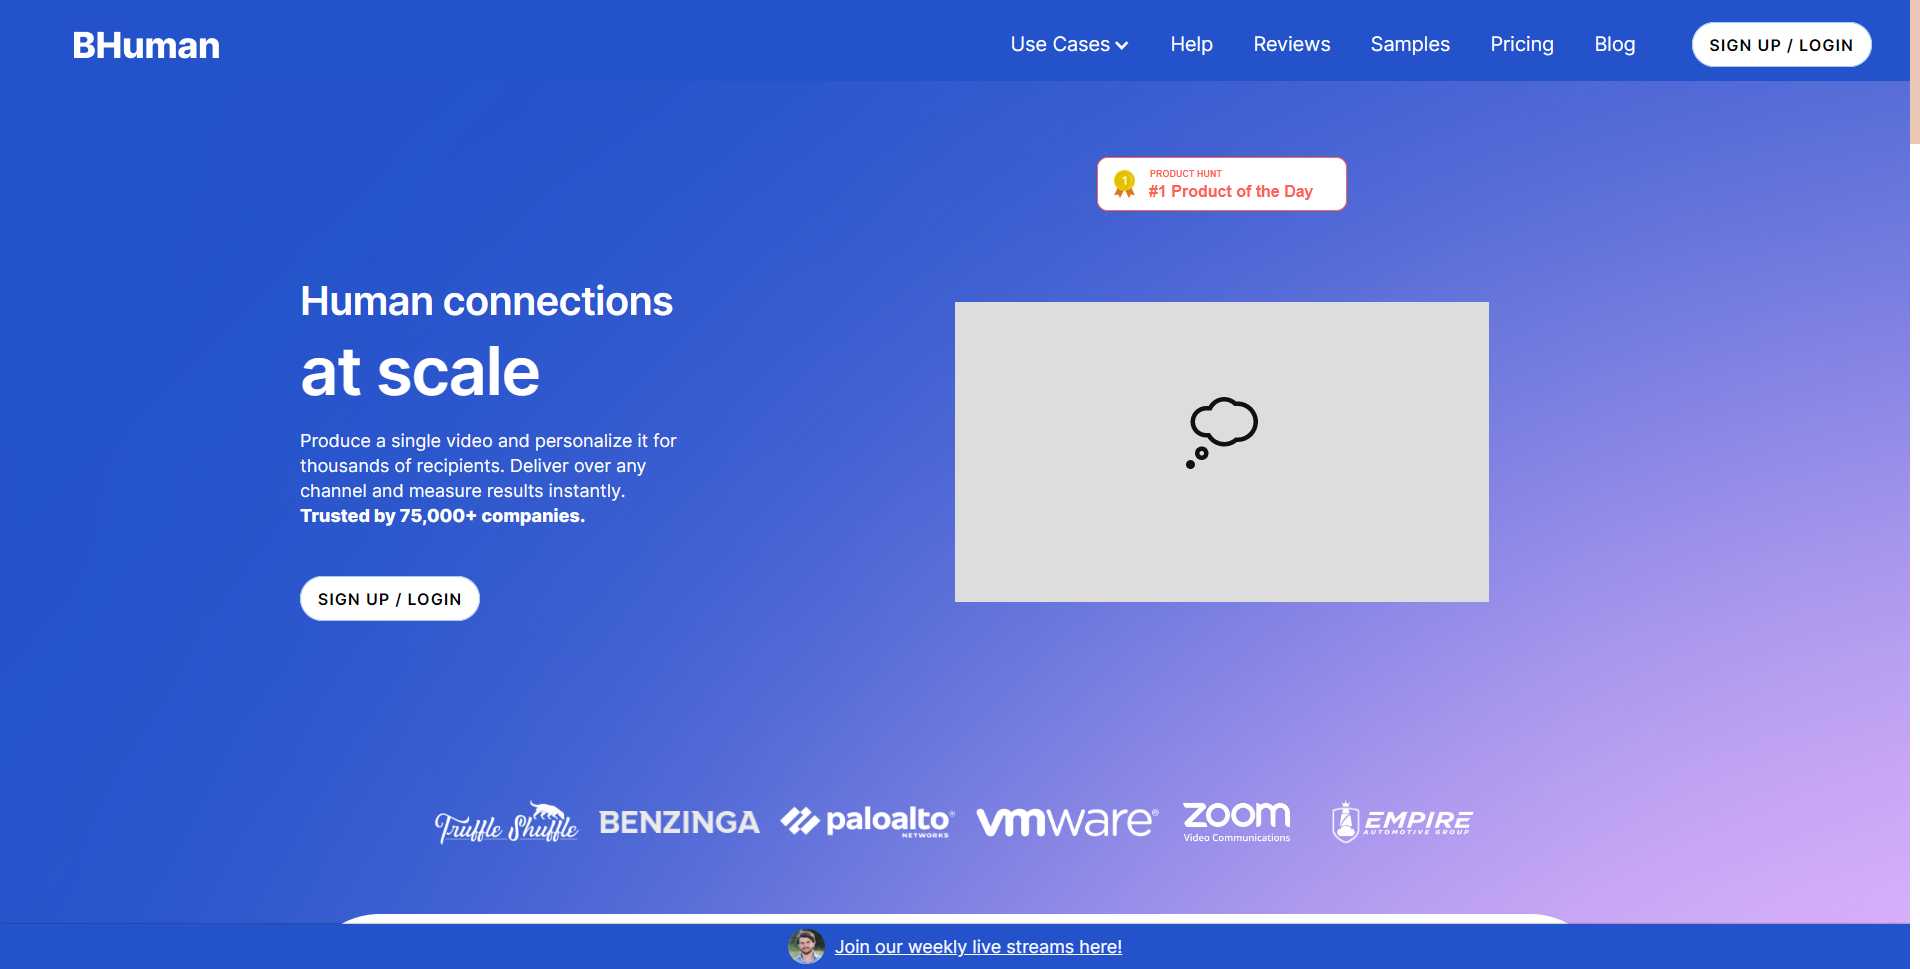 BHuman
Use Cases
Help
Reviews
Samples
Pricing
Blog
SIGN UP / LOGIN
1
PRODUCT HUNT
#1 Product of the Day
Human connections
at scale
Produce a single video and personalize it for
thousands of recipients. Deliver over any
channel and measure results instantly.
Trusted by 75,000+ companies.
SIGN UP / LOGIN
Truffle Shuffle
BENZINGA
paloalto®
NETWORKS
vmware®
zoom
Video Communications
EMPIRE
AUTOMOTIVE GROUP
Join our weekly live streams here!